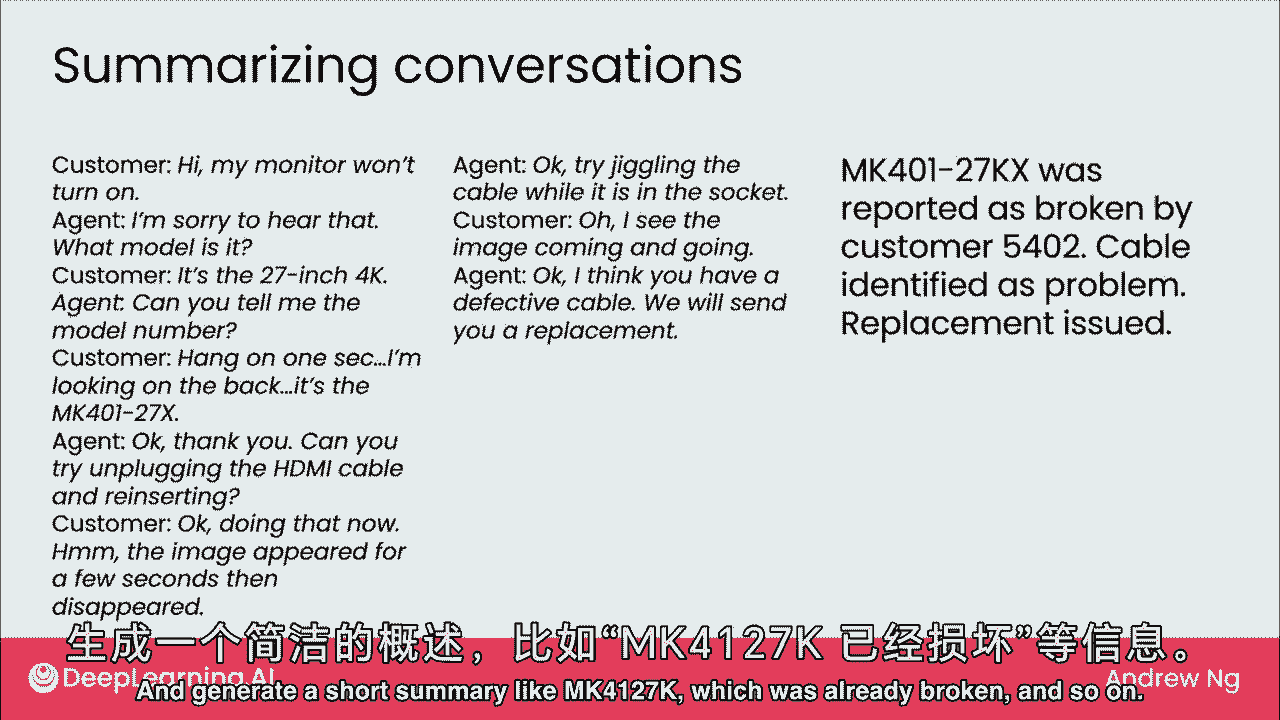 Summarizing conversations
Customer: Hi, my monitor won't
turn on.
Agent: I'm sorry to hear that.
What model is it?
Customer: It's the 27-inch 4K.
Agent: Can you tell me the
model number?
Customer: Hang on one sec...I'm
looking on the back...it's the
MK401-27X.
Agent: Ok, thank you. Can you
try unplugging the HDMI cable
and reinserting?
Customer: Ok, doing that now.
Hmm, the image appeared for
a few seconds then
disappeared.
Agent: Ok, try jiggling the
cable while it is in the socket.
Customer: Oh, I see the
image coming and going.
Agent: Ok, I think you have a
defective cable. We will send
you a replacement.
MK401-27KX was
reported as broken by
customer 5402. Cable
identified as problem.
Replacement issued.
生成一个简洁的概述，比如“MK4127K 已经损坏”等信息。
DeepLearning.AI
And generate a short summary like MK4127K, which was already broken, and so on.
Andrew Ng